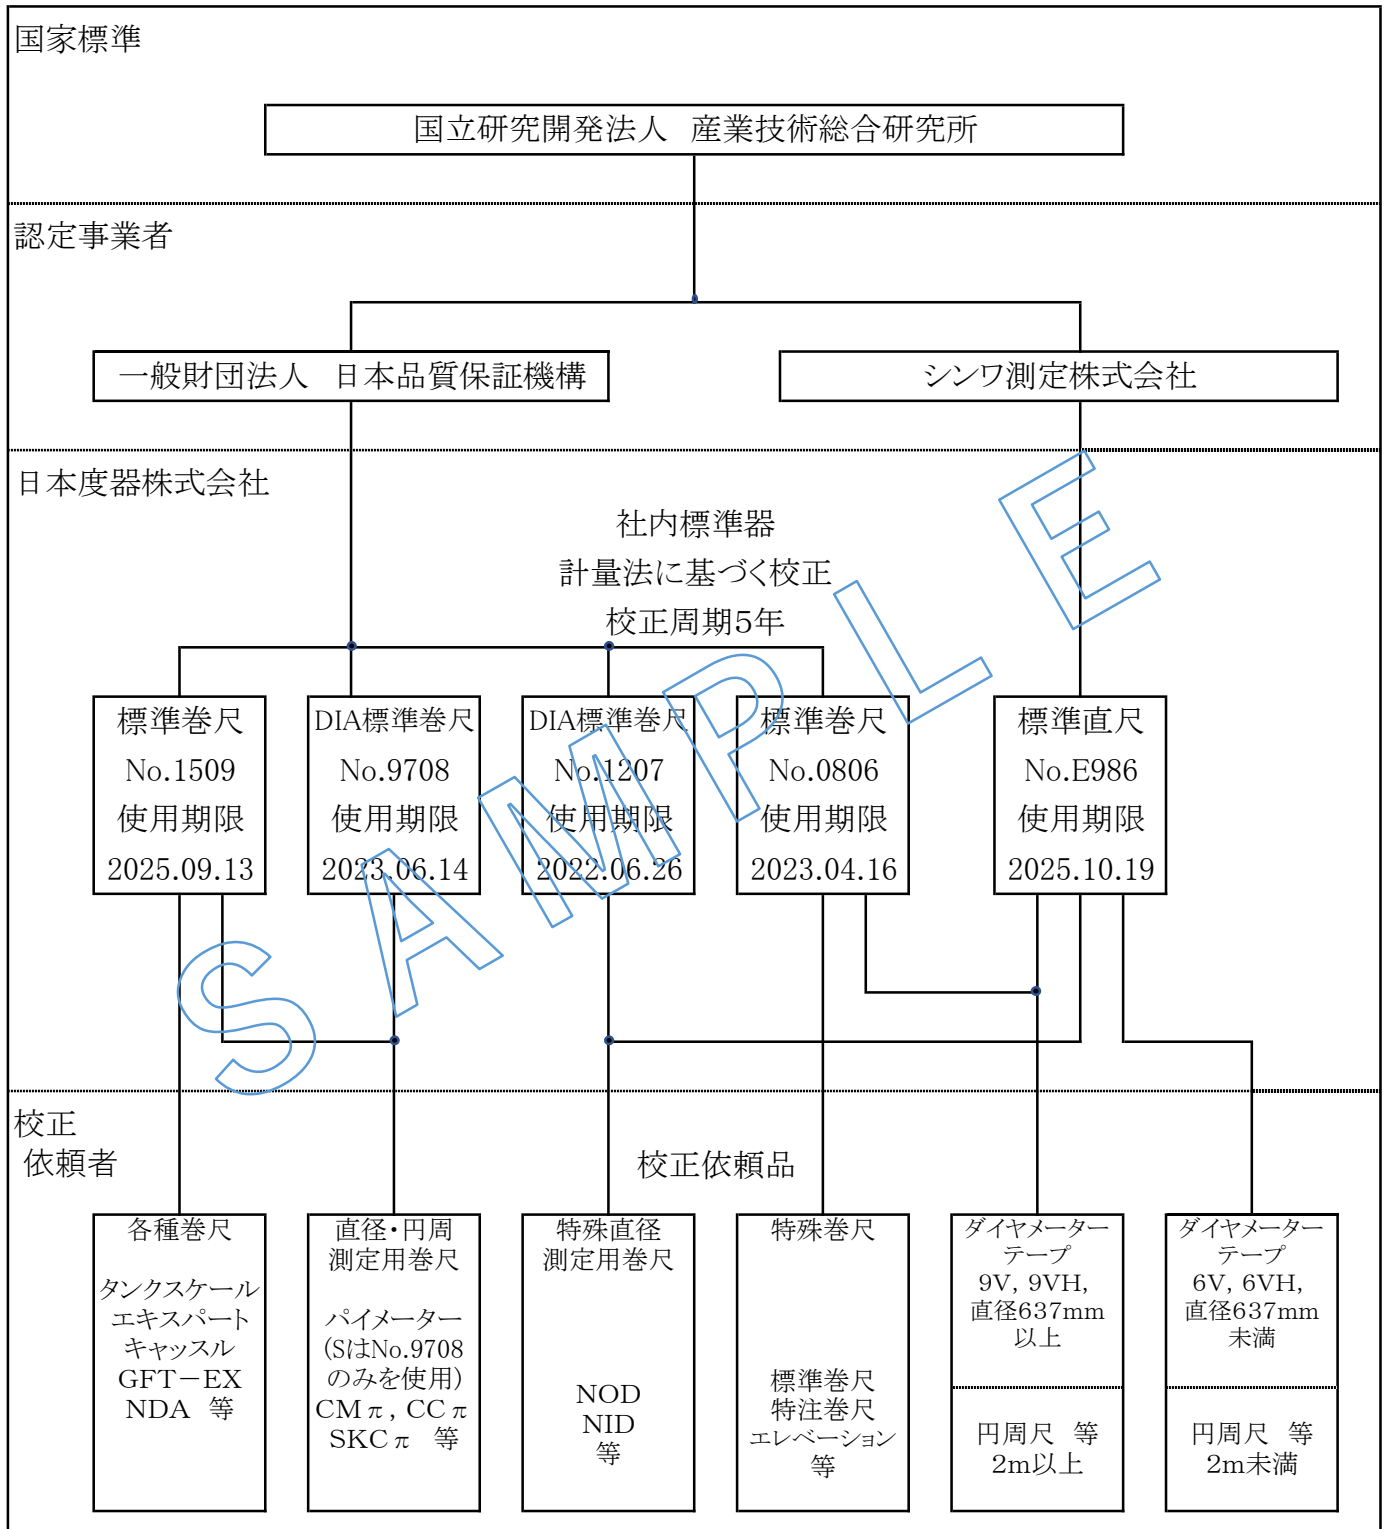 国家標準
国立研究開発法人　産業技術総合研究所
認定事業者
一般財団法人　日本品質保証機構
シンワ測定株式会社
日本度器株式会社
社内標準器
計量法に基づく校正
校正周期5年
標準巻尺
No.1509
使用期限
2025.09.13
DIA標準巻尺
No.9708
使用期限
2023.06.14
DIA標準巻尺
No.1207
使用期限
2022.06.26
標準巻尺
No.0806
使用期限
2023.04.16
標準直尺
No.E986
使用期限
2025.10.19
SAMPLE
校正
依頼者
校正依頼品
各種巻尺
タンクスケール
エキスパート
キャッスル
GFT－EX
NDA　等
直径・円周
測定用巻尺
パイメーター
(SはNo.9708
のみを使用)
CMπ, CCπ
SKCπ　等
特殊直径
測定用巻尺
NOD
NID
等
特殊巻尺
標準巻尺
特注巻尺
エレベーション
等
ダイヤメーター
テープ
9V, 9VH,
直径637mm
以上
円周尺　等
2m以上
ダイヤメーター
テープ
6V, 6VH,
直径637mm
未満
円周尺　等
2m未満